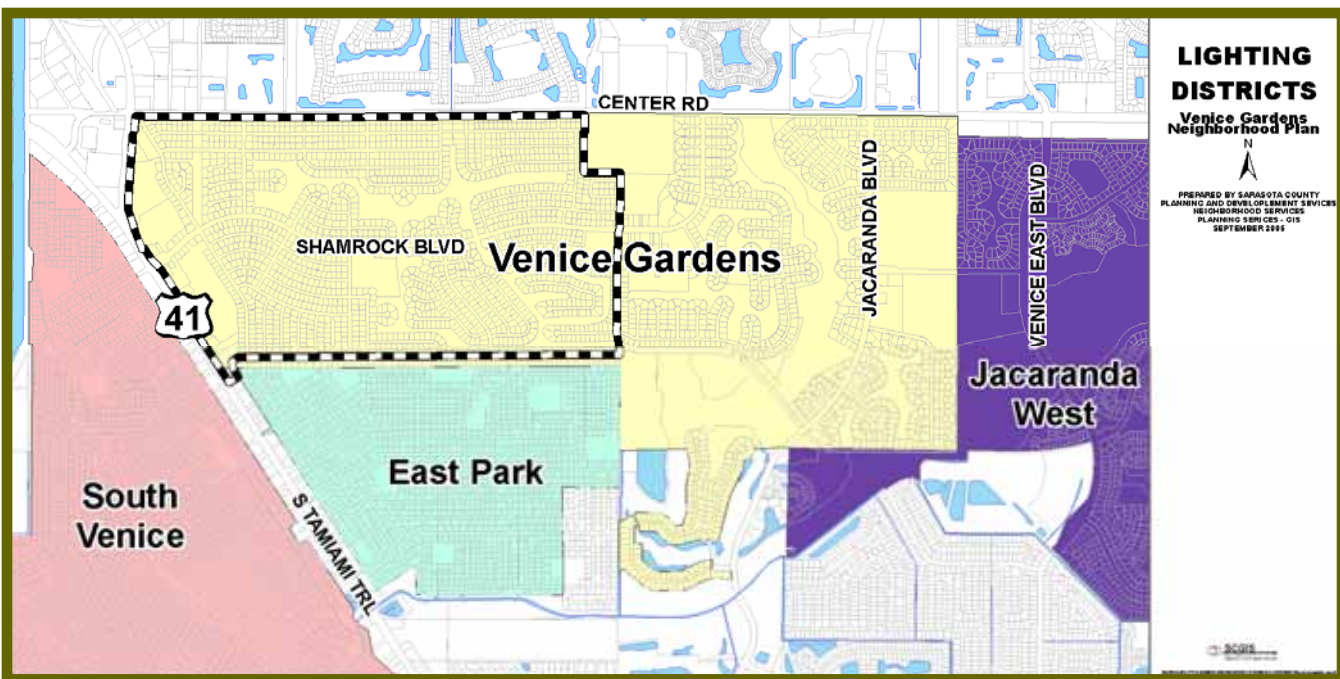 CENTER RD
SHAMROCK BLVD
Venice Gardens
JACARANDA BLVD
VENICE EAST BLVD
41
Jacaranda
West
East Park
South
Venice
S TAMIAMI TRL
LIGHTING
DISTRICTS
Venice Gardens
Neighborhood Plan
N
PREPARED BY SARASOTA COUNTY
PLANNING AND DEVELOPLEMENT SEVICES
NEIGHBORHOOD SERVICES
PLANNING SERICES - GIS
SEPTEMBER 2005
SCGIS